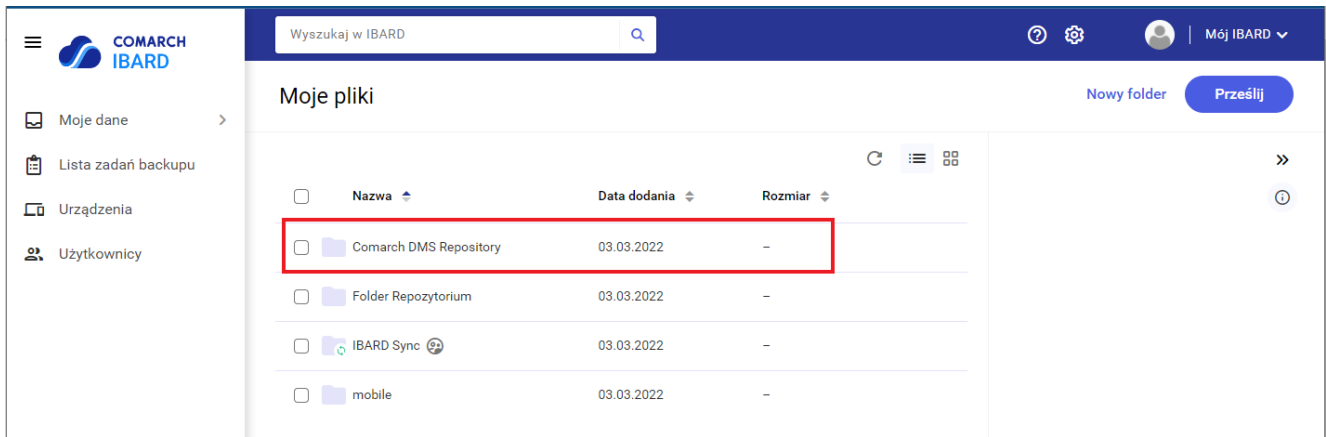 COMARCH
IBARD
Wyszukaj w IBARD
Mój IBARD
Moje dane
Lista zadań backupu
Urządzenia
Użytkownicy
Moje pliki
Nowy folder
Prześlij
Nazwa Data dodania Rozmiar
Comarch DMS Repository 03.03.2022 –
Folder Repozytorium 03.03.2022 –
IBARD Sync 03.03.2022 –
mobile 03.03.2022 –